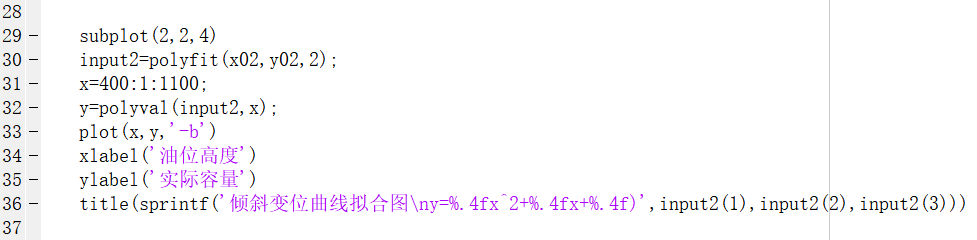 28
29 - subplot(2,2,4)
30 - input2=polyfit(x02,y02,2);
31 - x=400:1:1100;
32 - y=polyval(input2,x);
33 - plot(x,y,'-b')
34 - xlabel('油位高度')
35 - ylabel('实际容量')
36 - title(sprintf('倾斜变位曲线拟合图\ny=%.4fx^2+%.4fx+%.4f)',input2(1),input2(2),input2(3)))
37